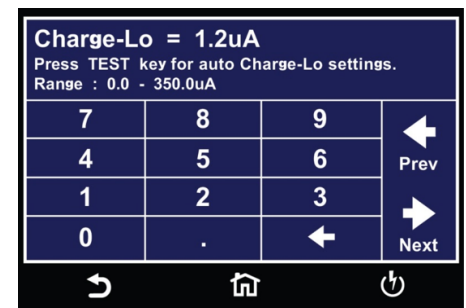 Charge-Lo = 1.2uA
Press TEST key for auto Charge-Lo settings.
Range : 0.0 - 350.0uA
7 8 9
4 5 6
Prev
1 2 3
0 .
Next